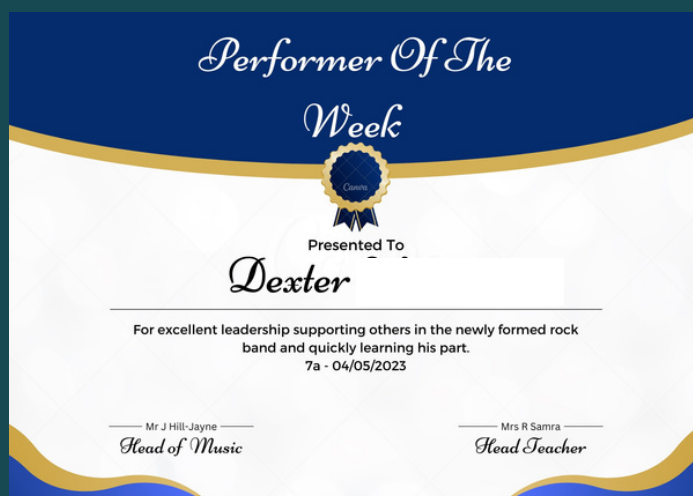 Performer Of The
Week
Canva
Presented To
Dexter
For excellent leadership supporting others in the newly formed rock
band and quickly learning his part.
7a - 04/05/2023
Mr J Hill-Jayne
Head of Music
Mrs R Samra
Head Teacher